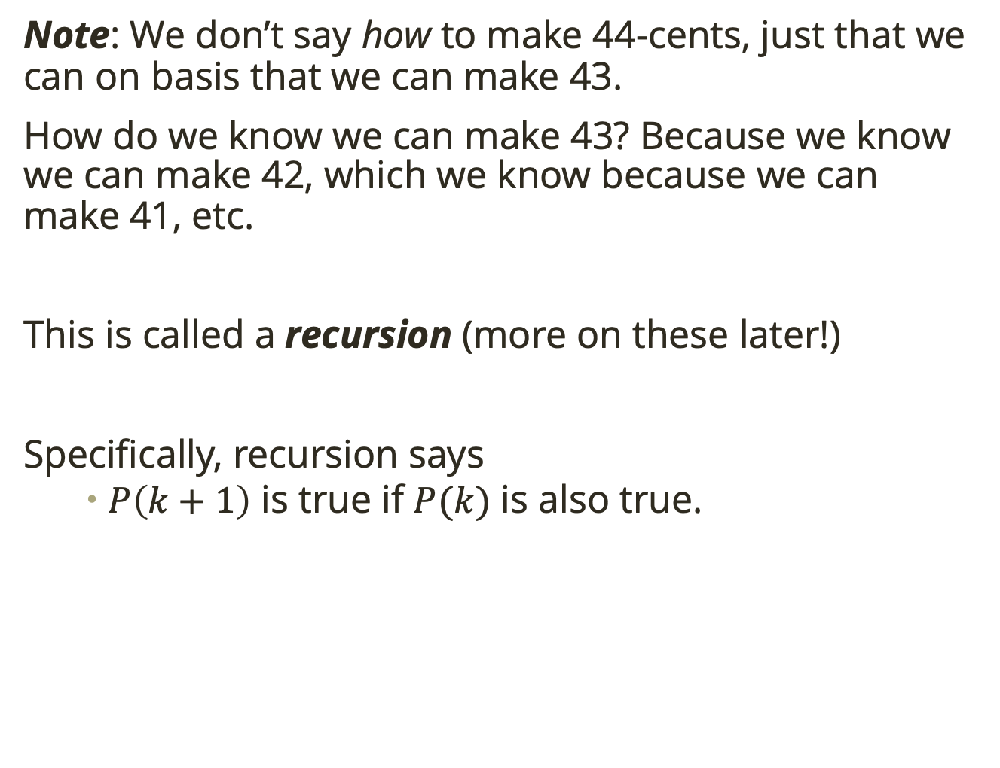 Note: We don’t say how to make 44-cents, just that we
can on basis that we can make 43.
How do we know we can make 43? Because we know
we can make 42, which we know because we can
make 41, etc.
This is called a recursion (more on these later!)
Specifically, recursion says
• P(k + 1) is true if P(k) is also true.